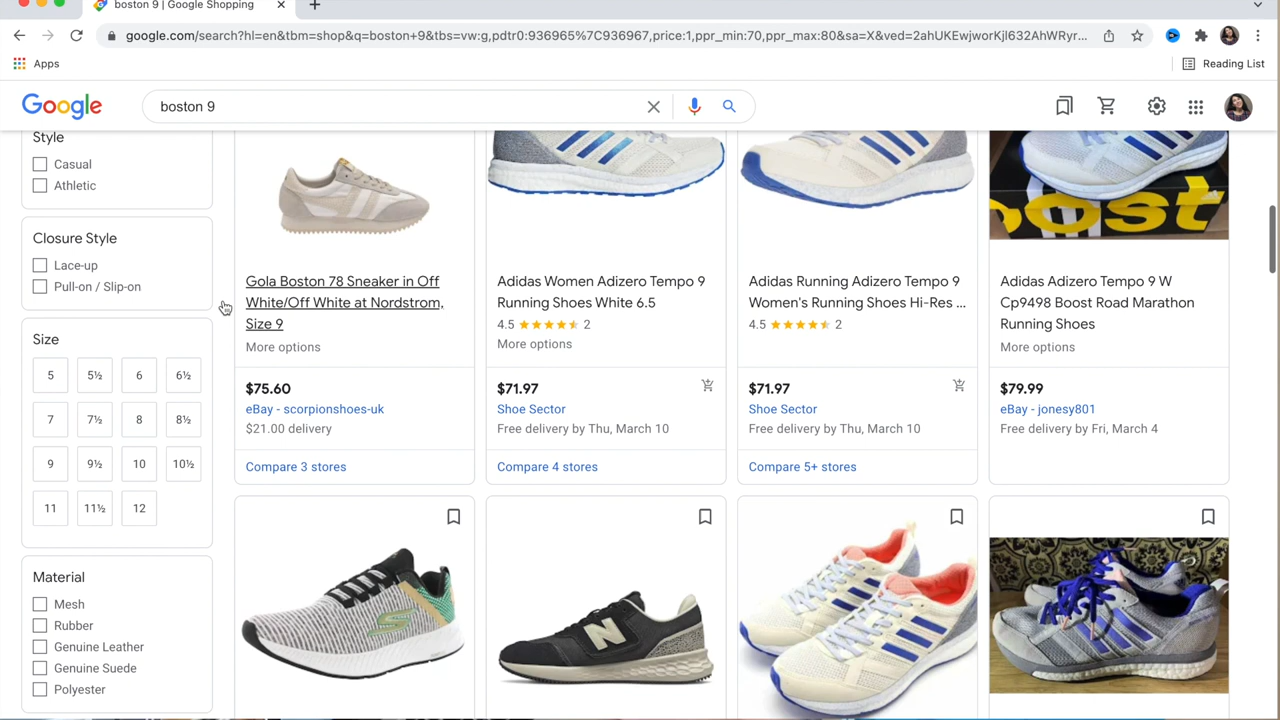 boston 9 | Google Shopping
google.com/search?hl=en&tbm=shop&q=boston+9&tbs=vw:g,pdtr0:936965%7C936967,price:1,ppr_min:70,ppr_max:80&sa=X&ved=2ahUKEwjworKjl632AhWRyr...
Apps
Reading List
Google
boston 9
Style
Casual
Athletic
Closure Style
Lace-up
Pull-on / Slip-on
Size
5 5½ 6 6½
7 7½ 8 8½
9 9½ 10 10½
11 11½ 12
Material
Mesh
Rubber
Genuine Leather
Genuine Suede
Polyester
Gola Boston 78 Sneaker in Off
White/Off White at Nordstrom,
Size 9
More options
$75.60
eBay - scorpionshoes-uk
$21.00 delivery
Compare 3 stores
Adidas Women Adizero Tempo 9
Running Shoes White 6.5
4.5 2
More options
$71.97
Shoe Sector
Free delivery by Thu, March 10
Compare 4 stores
Adidas Running Adizero Tempo 9
Women's Running Shoes Hi-Res ...
4.5 2
$71.97
Shoe Sector
Free delivery by Thu, March 10
Compare 5+ stores
oost
Adidas Adizero Tempo 9 W
Cp9498 Boost Road Marathon
Running Shoes
More options
$79.99
eBay - jonesy801
Free delivery by Fri, March 4
N